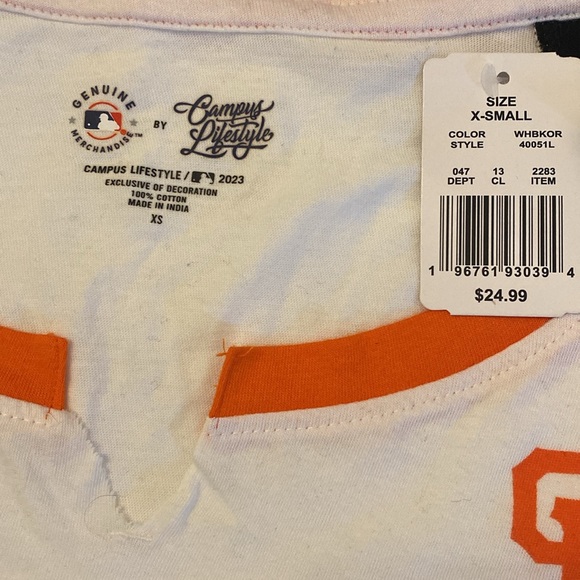 GENUINE
MERCHANDISE™
BY
Campus
Lifestyle
CAMPUS LIFESTYLE / 2023
EXCLUSIVE OF DECORATION
100% COTTON
MADE IN INDIA
XS
SIZE
X-SMALL
COLOR WHBKOR
STYLE 40051L
047 13 2283
DEPT CL ITEM
1 96761 93039 4
$24.99